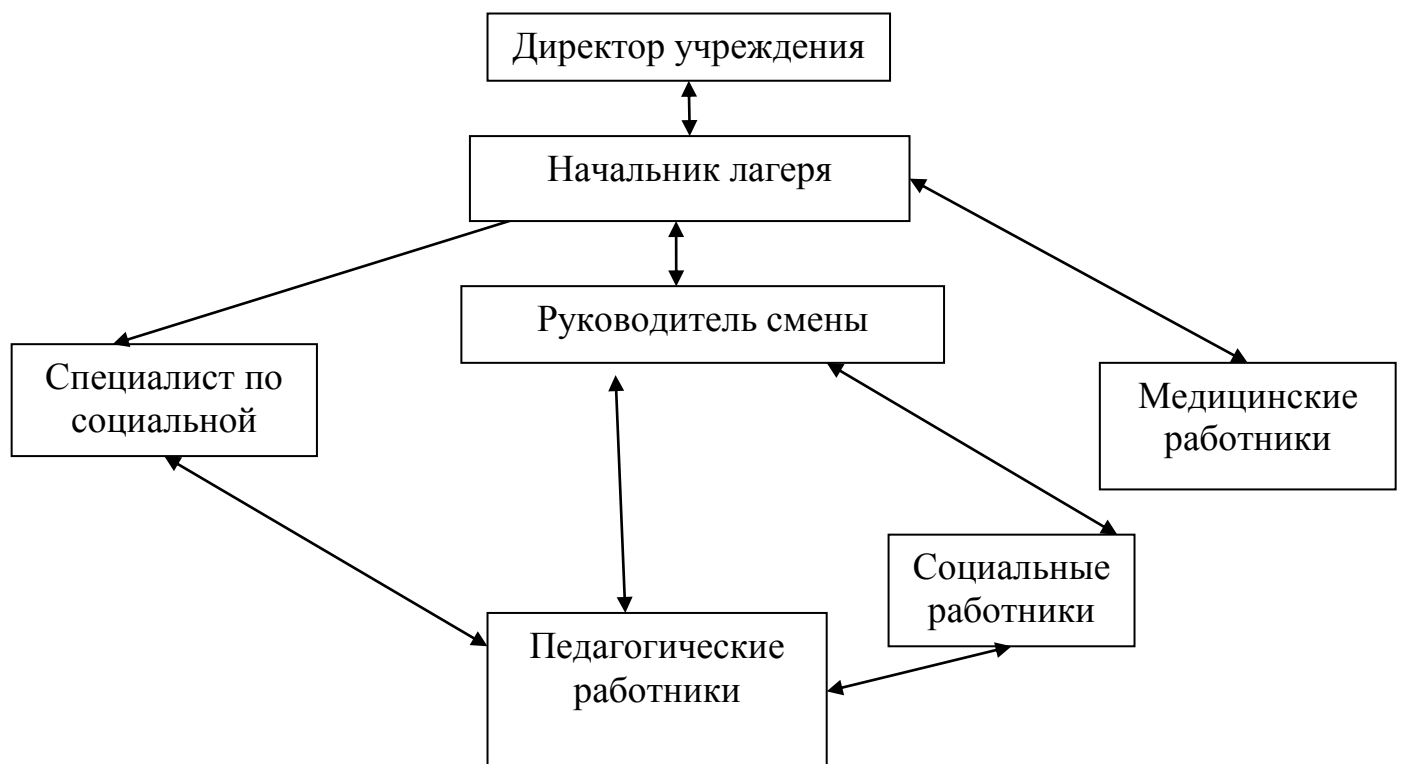 Директор учреждения
Начальник лагеря
Руководитель смены
Специалист по
социальной
Медицинские
работники
Социальные
работники
Педагогические
работники